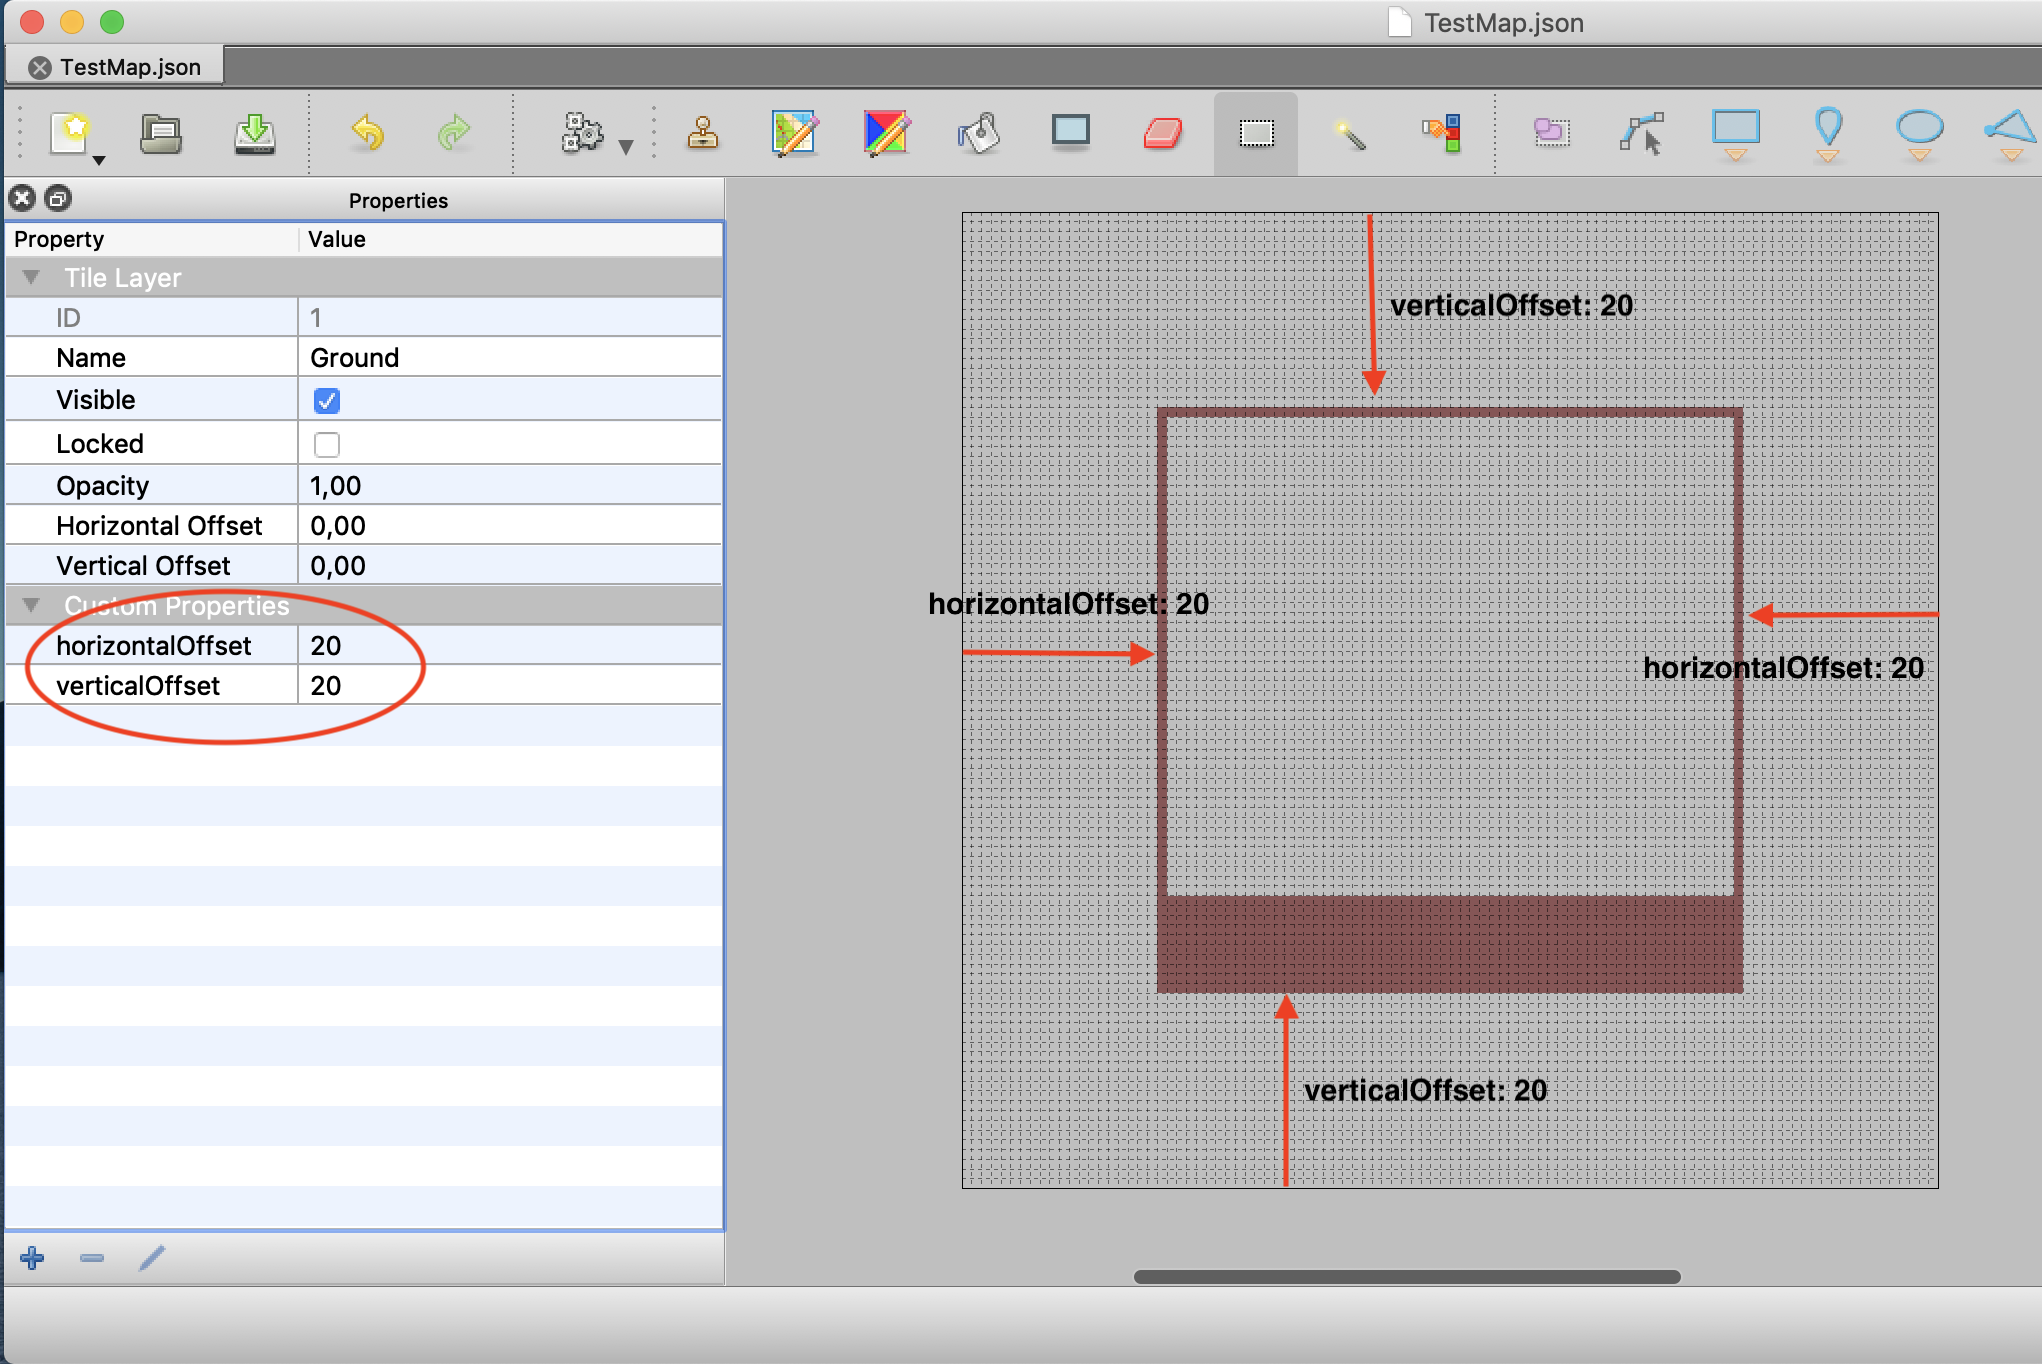 TestMap.json
TestMap.json
Properties
Property Value
Tile Layer
ID 1
Name Ground
Visible
Locked
Opacity 1,00
Horizontal Offset 0,00
Vertical Offset 0,00
Custom Properties
horizontalOffset 20
verticalOffset 20
verticalOffset: 20
horizontalOffset: 20
horizontalOffset: 20
verticalOffset: 20